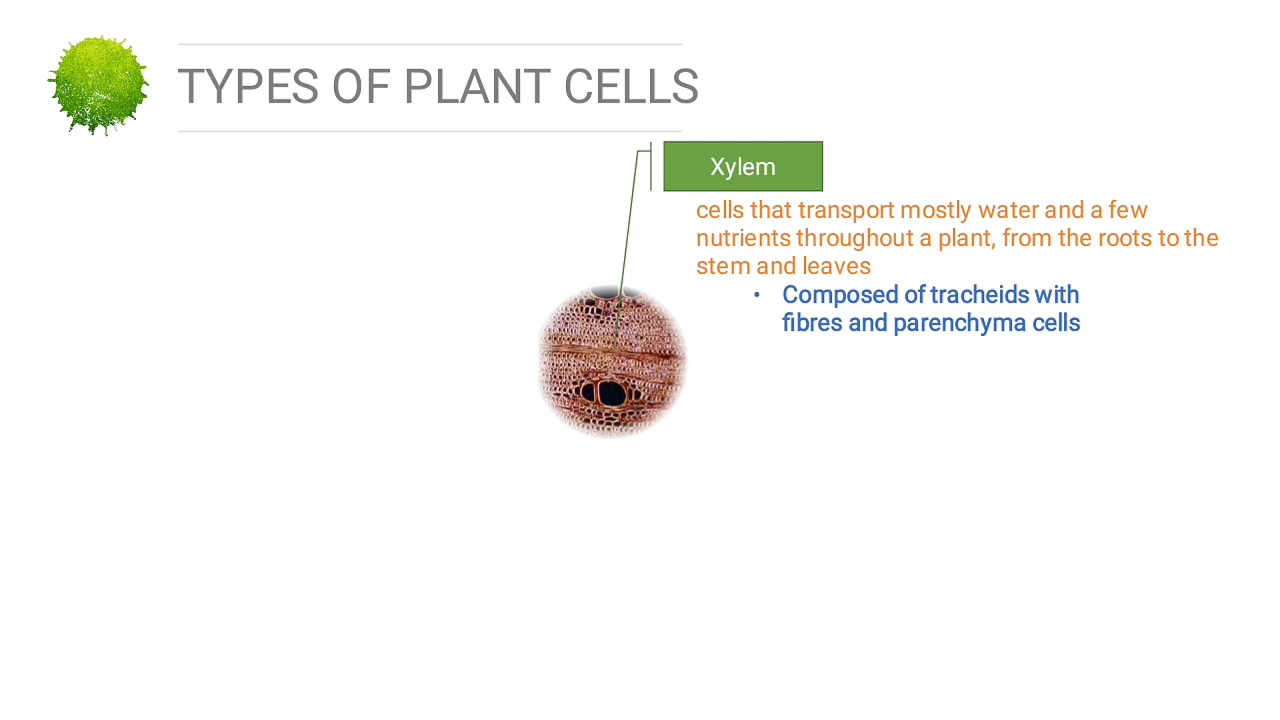 TYPES OF PLANT CELLS
Xylem
cells that transport mostly water and a few
nutrients throughout a plant, from the roots to the
stem and leaves
• Composed of tracheids with
fibres and parenchyma cells